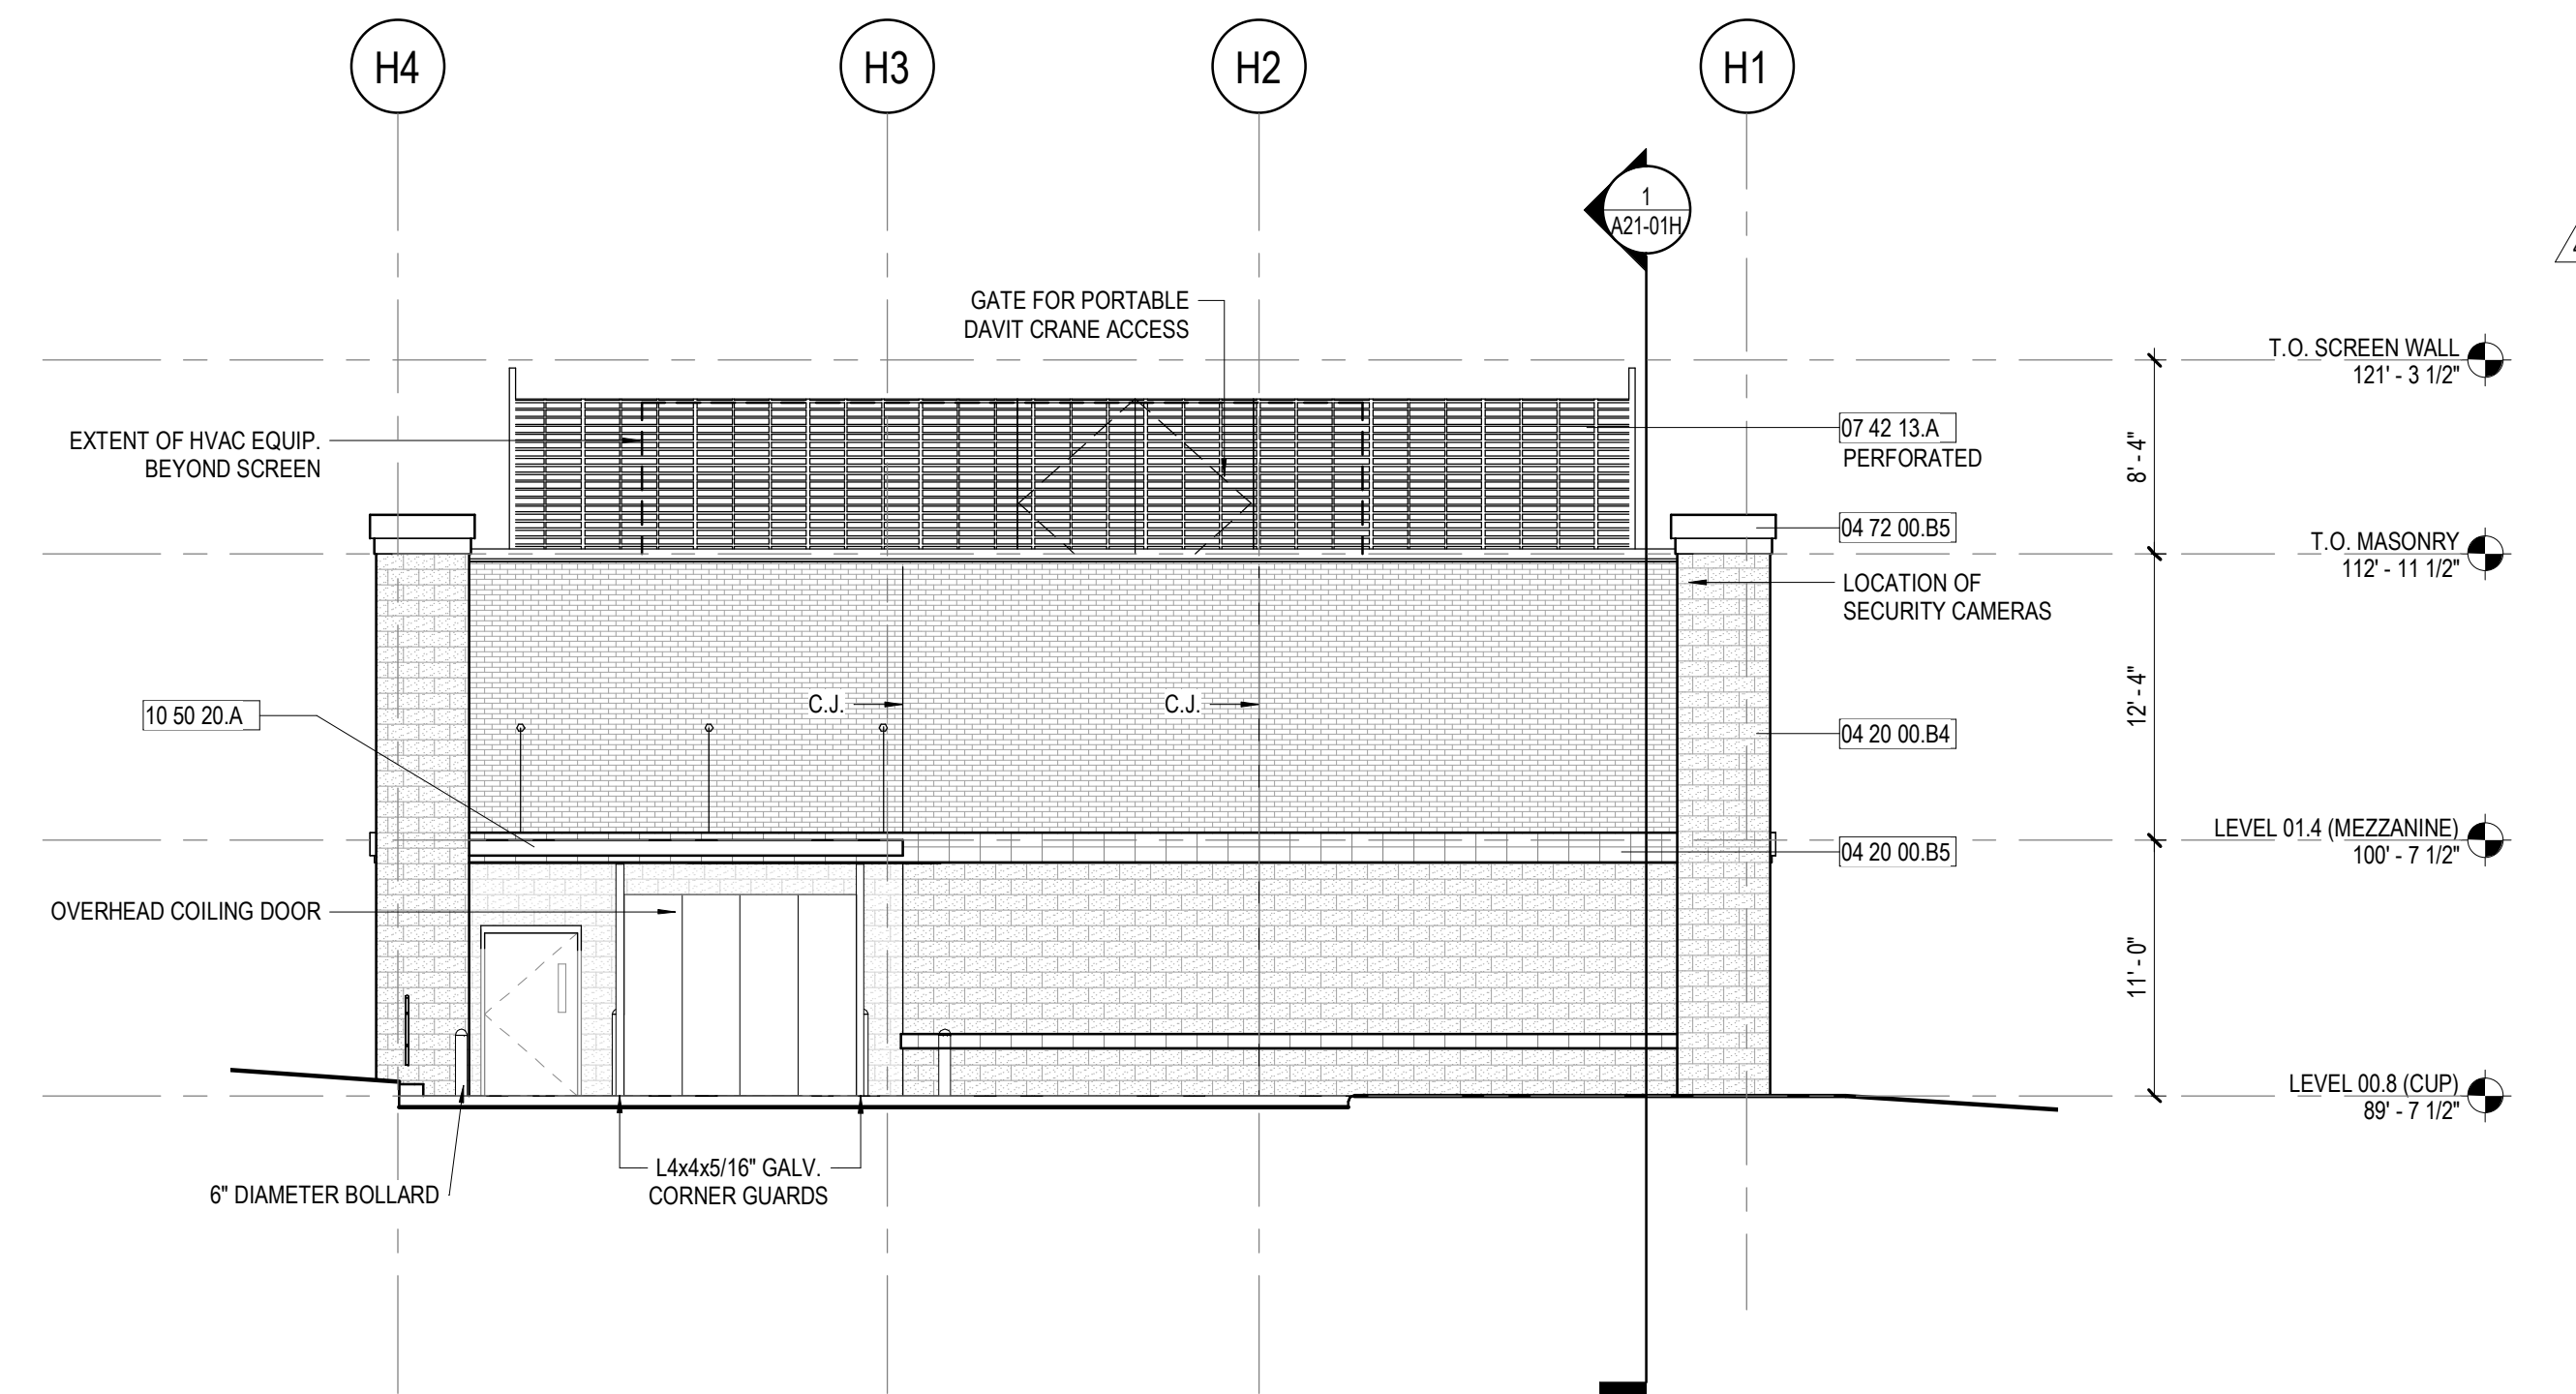 H4
H3
H2
H1
1
A21-01H
GATE FOR PORTABLE
DAVIT CRANE ACCESS
T.O. SCREEN WALL
121' - 3 1/2"
EXTENT OF HVAC EQUIP.
BEYOND SCREEN
07 42 13.A
PERFORATED
8' - 4"
04 72 00.B5
T.O. MASONRY
112' - 11 1/2"
LOCATION OF
SECURITY CAMERAS
10 50 20.A
C.J.
C.J.
12' - 4"
04 20 00.B4
LEVEL 01.4 (MEZZANINE)
100' - 7 1/2"
04 20 00.B5
OVERHEAD COILING DOOR
11' - 0"
LEVEL 00.8 (CUP)
89' - 7 1/2"
L4x4x5/16" GALV.
CORNER GUARDS
6" DIAMETER BOLLARD